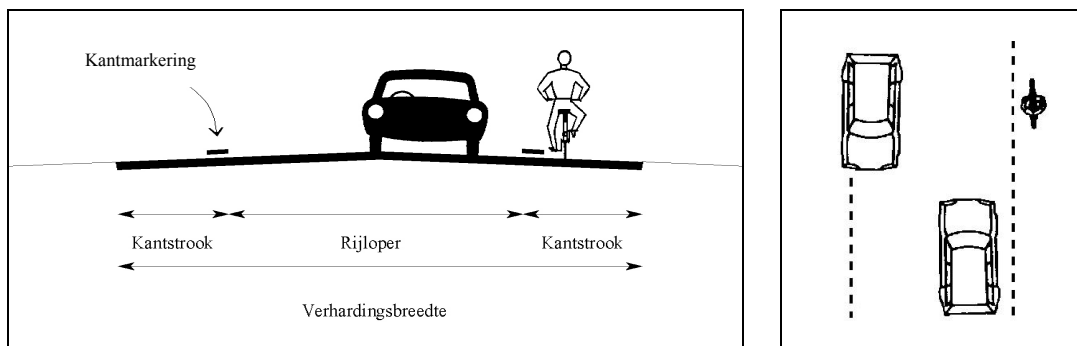 Kantmarkering
Kantstrook
Rijloper
Kantstrook
Verhardingsbreedte